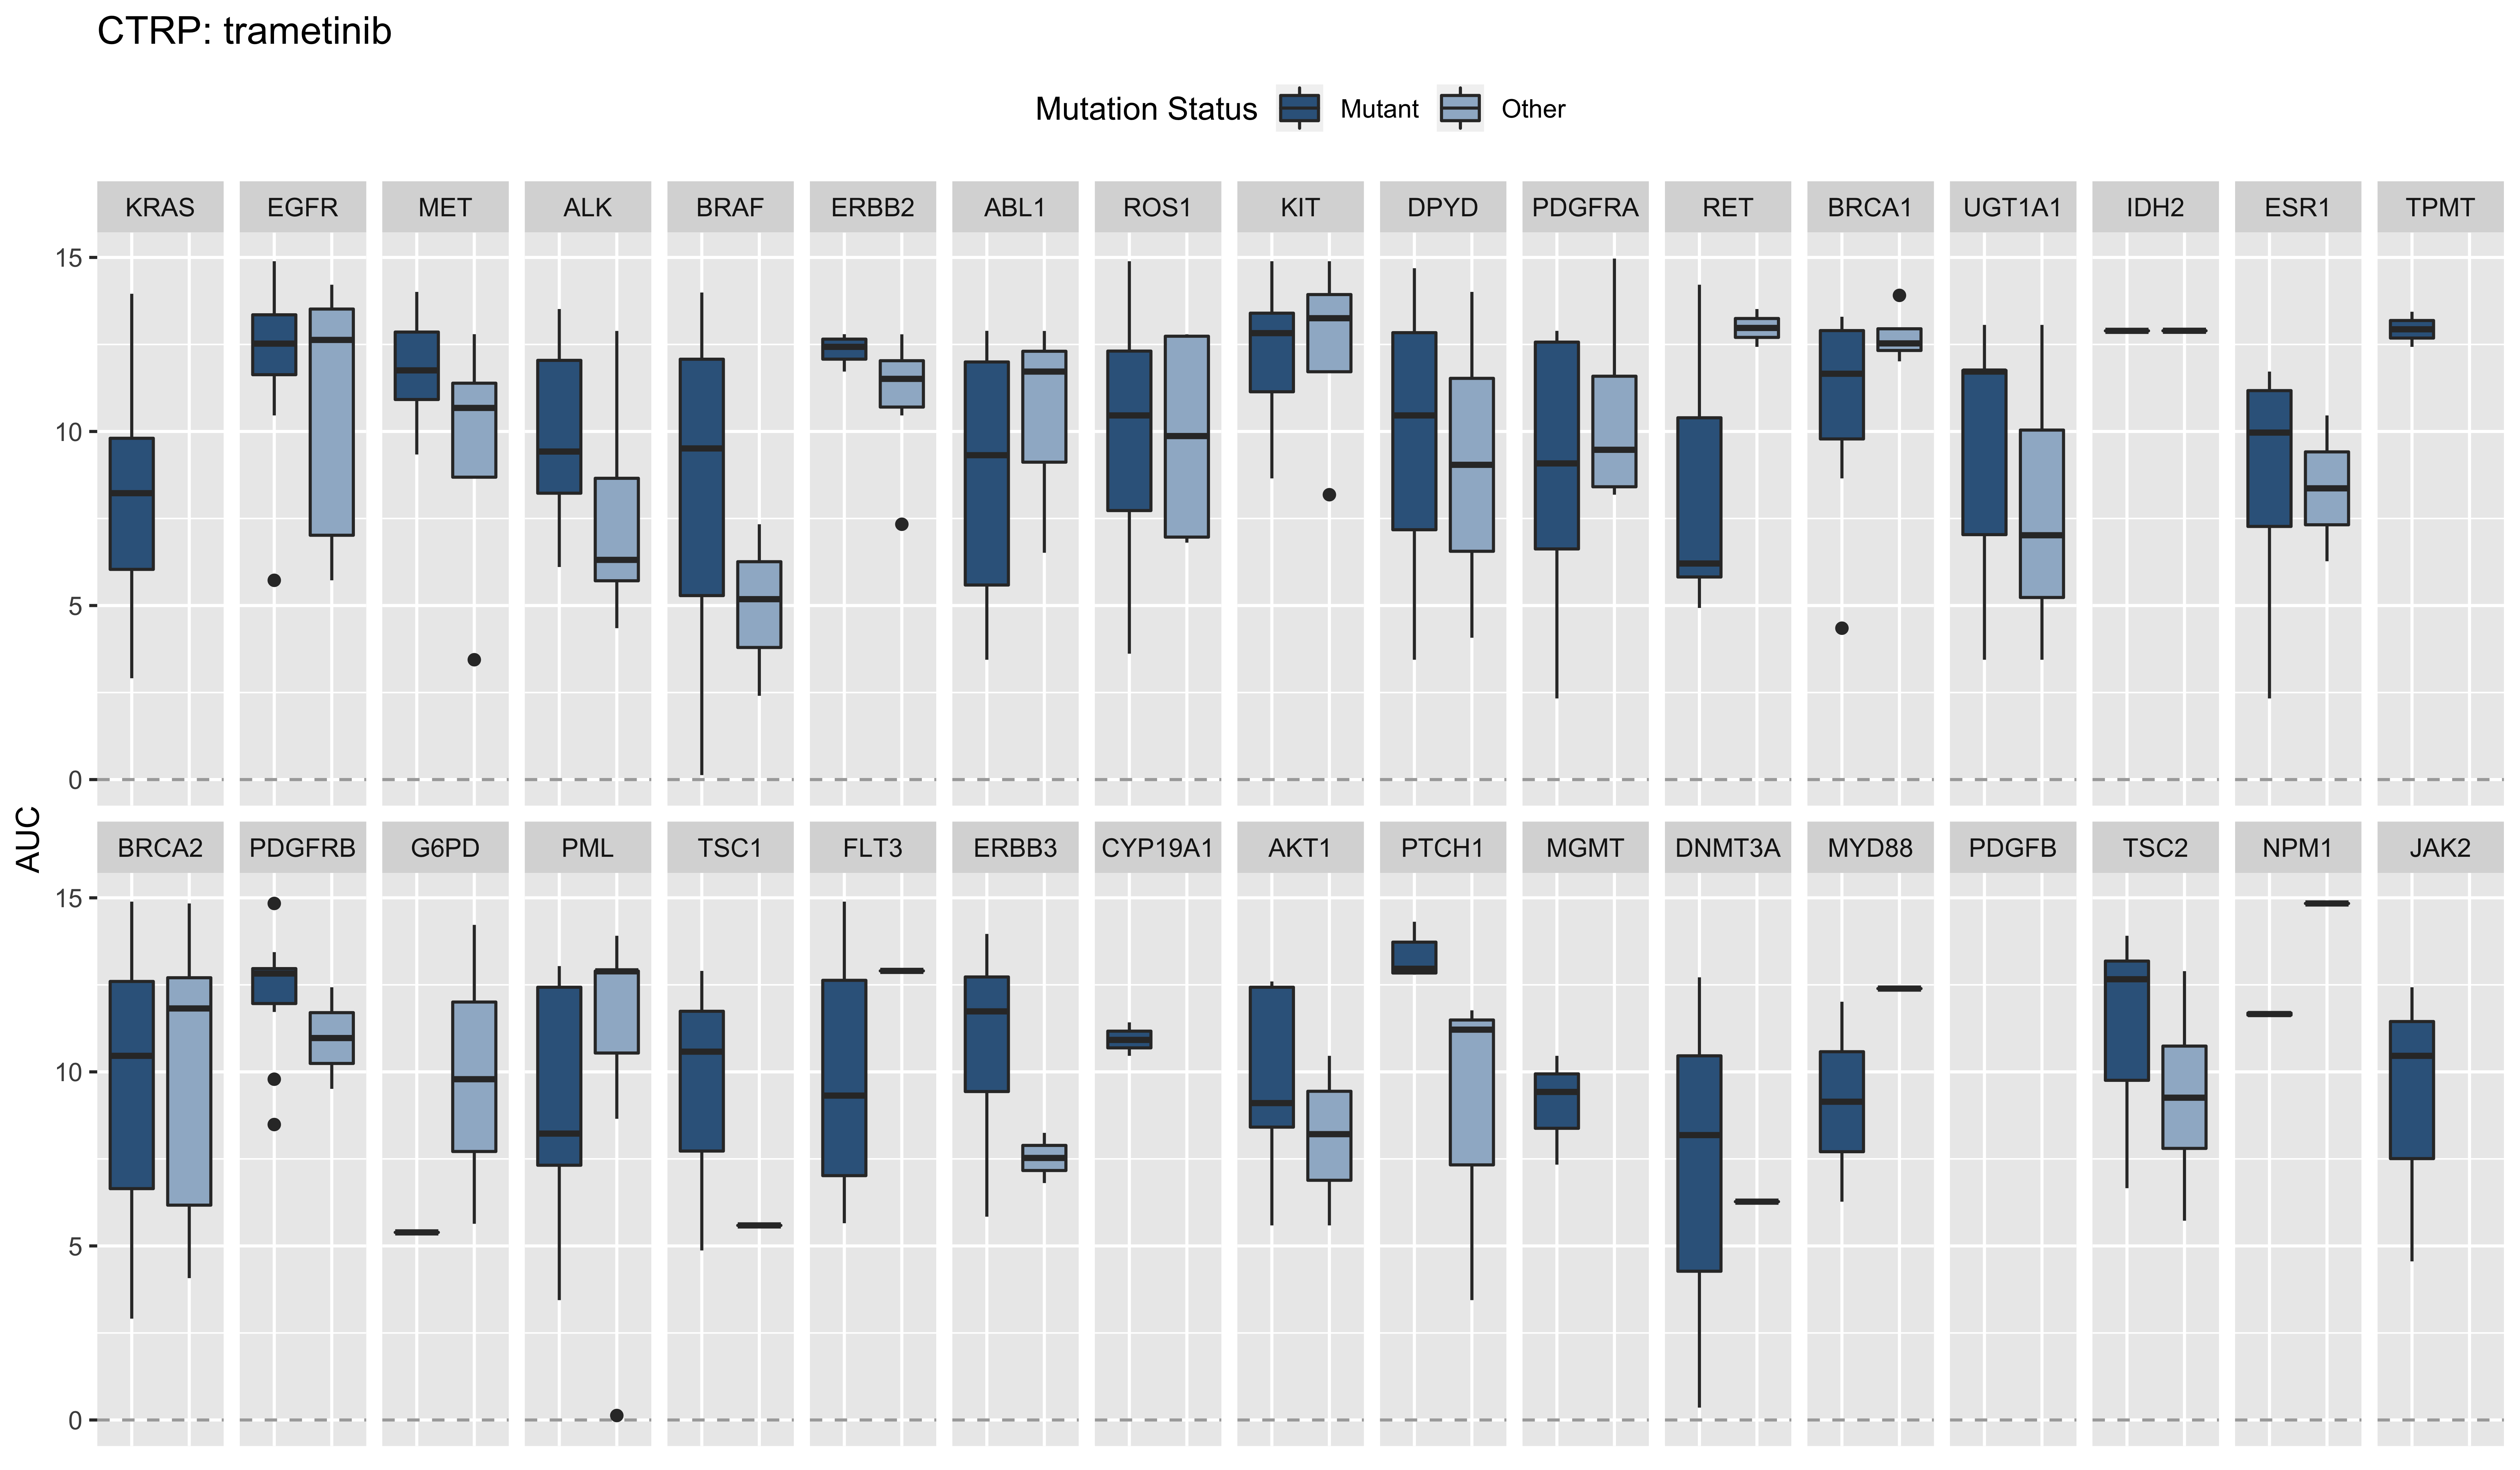 CTRP: trametinib
Mutation Status Mutant Other
KRAS EGFR MET ALK BRAF ERBB2 ABL1 ROS1 KIT DPYD PDGFRA RET BRCA1 UGT1A1 IDH2 ESR1 TPMT
15
10
5
0
AUC
BRCA2 PDGFRB G6PD PML TSC1 FLT3 ERBB3 CYP19A1 AKT1 PTCH1 MGMT DNMT3A MYD88 PDGFB TSC2 NPM1 JAK2
15
10
5
0